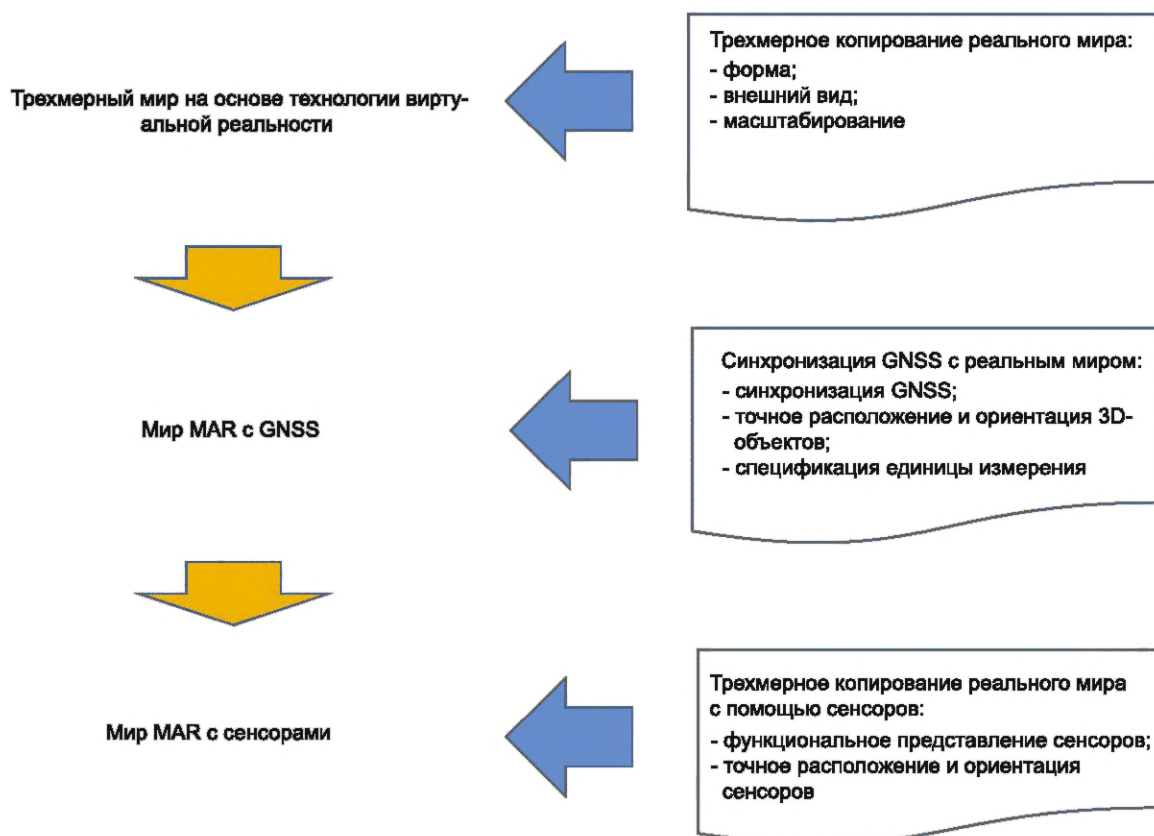 Трехмерное копирование реального мира:
- форма;
- внешний вид;
- масштабирование
Трехмерный мир на основе технологии вирту-
альной реальности
Синхронизация GNSS с реальным миром:
- синхронизация GNSS;
- точное расположение и ориентация 3D-
объектов;
- спецификация единицы измерения
Мир MAR с GNSS
Трехмерное копирование реального мира
с помощью сенсоров:
- функциональное представление сенсоров;
- точное расположение и ориентация
сенсоров
Мир MAR с сенсорами